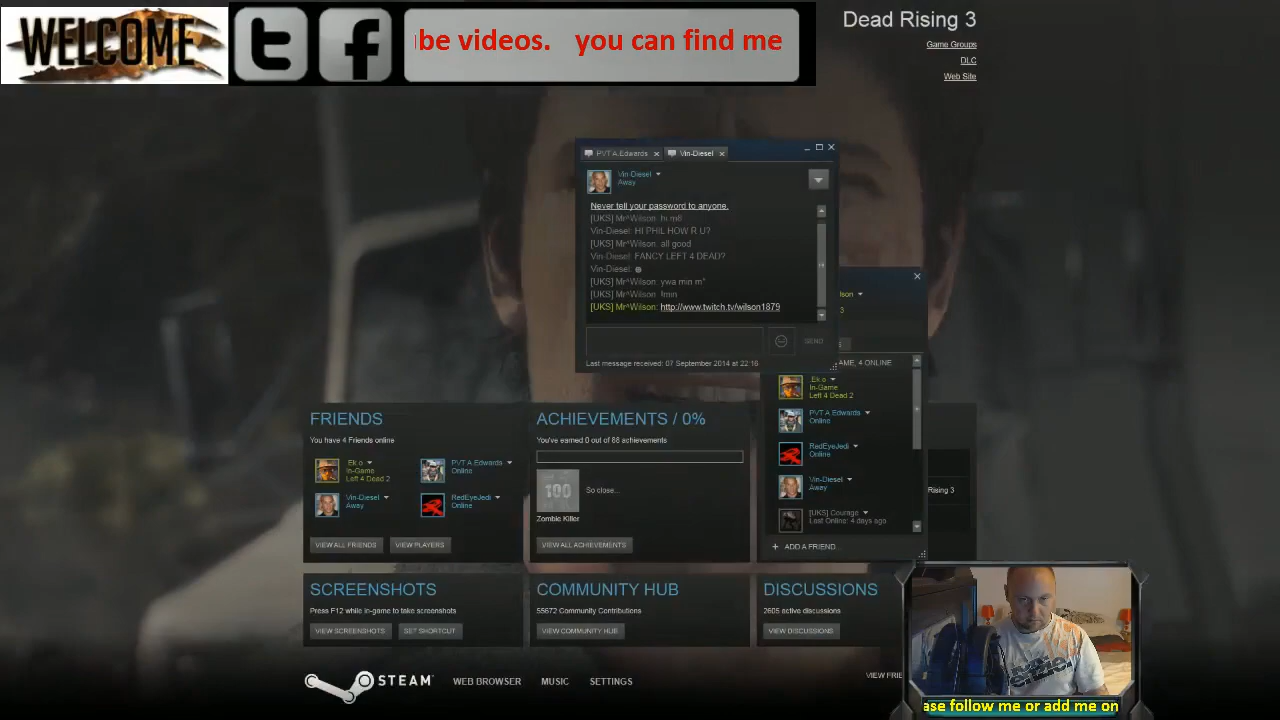 WELCOME
be videos. you can find me
Dead Rising 3
Game Groups
DLC
Web Site
PVT A.Edwards
Vin-Diesel
Vin-Diesel
Away
Never tell your password to anyone.
[UKS] Mr^Wilson: hi m8
Vin-Diesel: HI PHIL HOW R U?
[UKS] Mr^Wilson: all good
Vin-Diesel: FANCY LEFT 4 DEAD?
Vin-Diesel:
[UKS] Mr^Wilson: ywa min m"
[UKS] Mr^Wilson:
[UKS] Mr^Wilson: http://www.twitch.tv/wilson1879
SEND
Last message received: 07 September 2014 at 22:16
lson
3
AME, 4 ONLINE
Ek o
In-Game
Left 4 Dead 2
PVT A Edwards
Online
RedEyeJedi
Online
Vin-Diesel
Away
[UKS] Courage
Last Online: 4 days ago
+ ADD A FRIEND...
FRIENDS
You have 4 Friends online
Ek o
In-Game
Left 4 Dead 2
PVT A.Edwards
Online
Vin-Diesel
Away
RedEyeJedi
Online
VIEW ALL FRIENDS
VIEW PLAYERS
ACHIEVEMENTS / 0%
You've earned 0 out of 88 achievements
100
So close...
Zombie Killer
VIEW ALL ACHIEVEMENTS
Rising 3
SCREENSHOTS
Press F12 while in-game to take screenshots
VIEW SCREENSHOTS
SET SHORTCUT
COMMUNITY HUB
55672 Community Contributions
VIEW COMMUNITY HUB
DISCUSSIONS
2605 active discussions
VIEW DISCUSSIONS
STEAM
WEB BROWSER
MUSIC
SETTINGS
VIEW FRIE
ase follow me or add me on